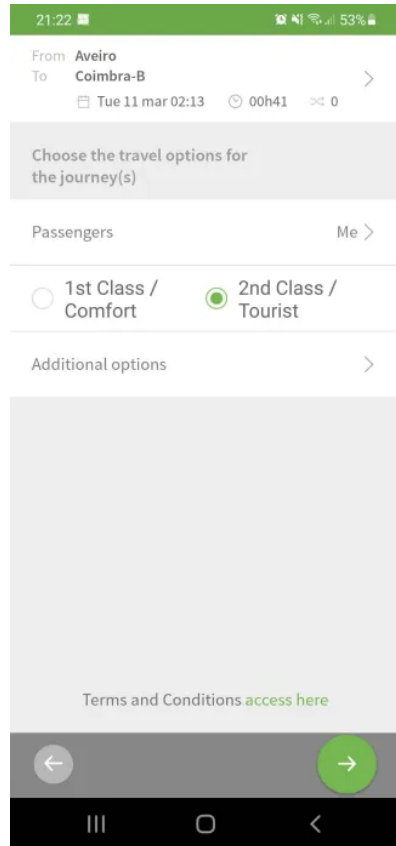 21:22 53%
From Aveiro
To Coimbra-B
Tue 11 mar 02:13 00h41 0
Choose the travel options for
the journey(s)
Passengers Me
1st Class / 2nd Class /
Comfort Tourist
Additional options
Terms and Conditions access here